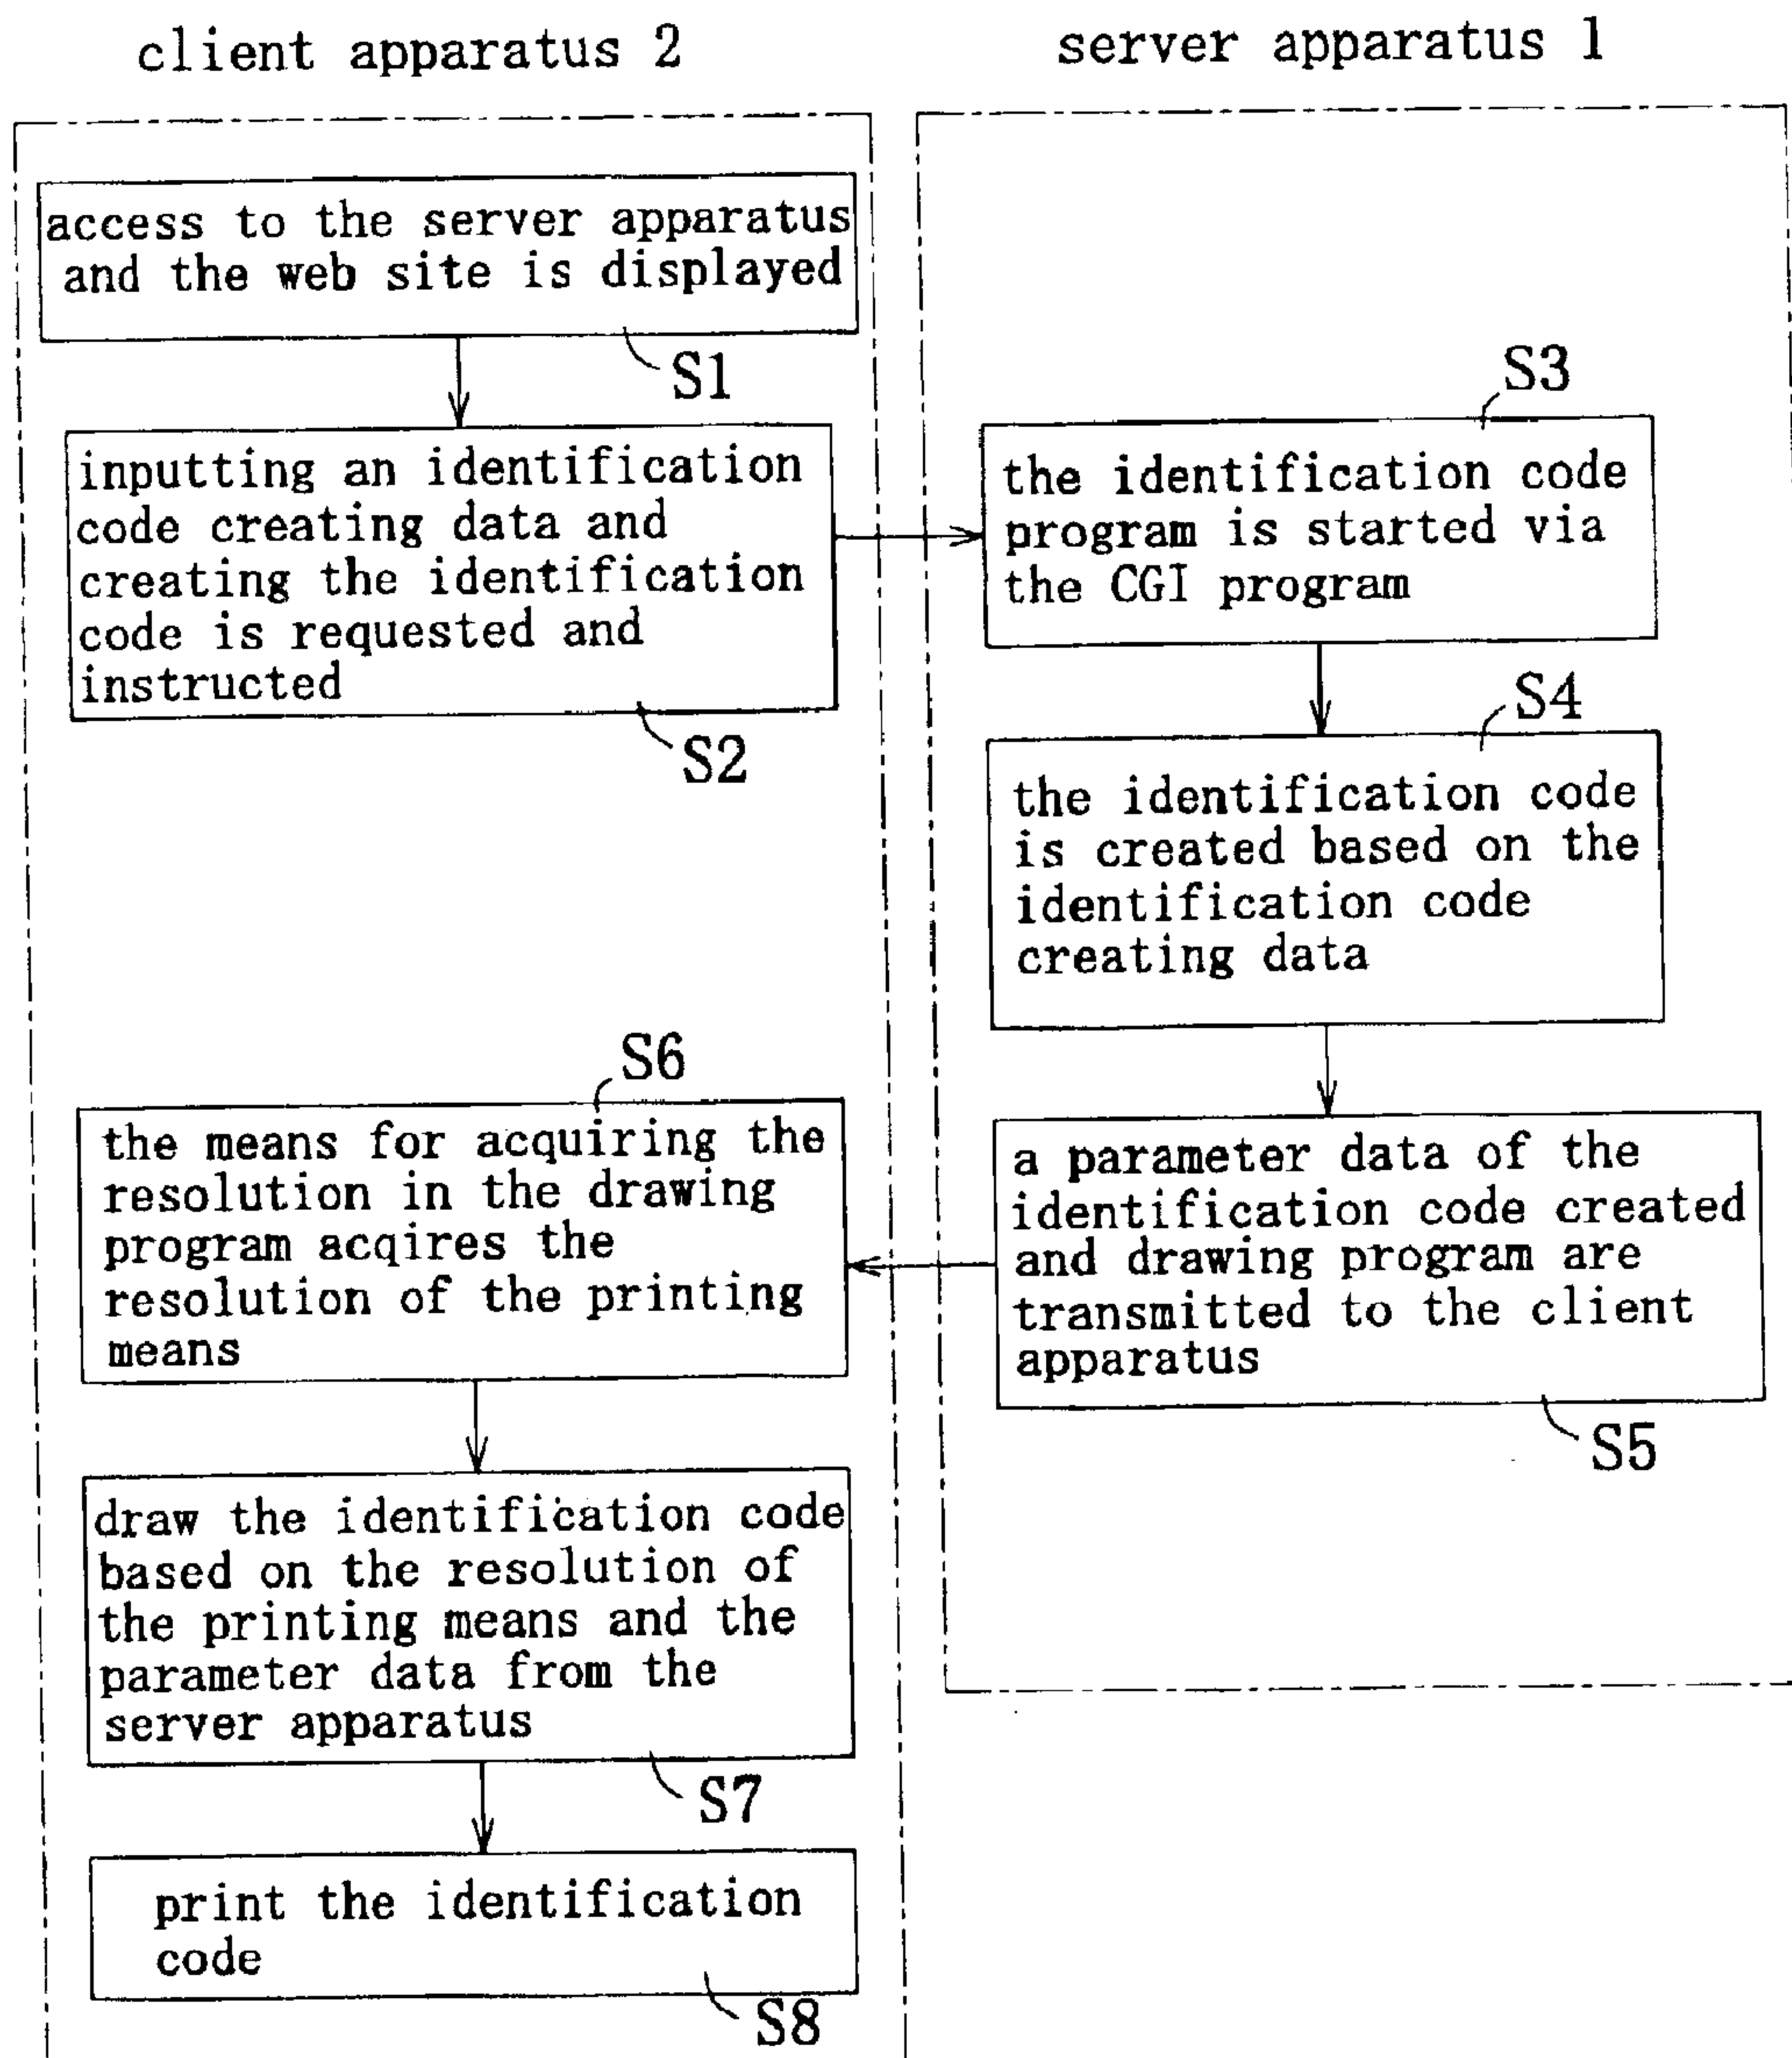 client apparatus 2
server apparatus 1
access to the server apparatus
and the web site is displayed
S1
inputting an identification
code creating data and
creating the identification
code is requested and
instructed
S2
S3
the identification code
program is started via
the CGI program
S4
the identification code
is created based on the
identification code
creating data
a parameter data of the
identification code created
and drawing program are
transmitted to the client
apparatus
S5
S6
the means for acquiring the
resolution in the drawing
program acqires the
resolution of the printing
means
draw the identification code
based on the resolution of
the printing means and the
parameter data from the
server apparatus
S7
print the identification
code
S8